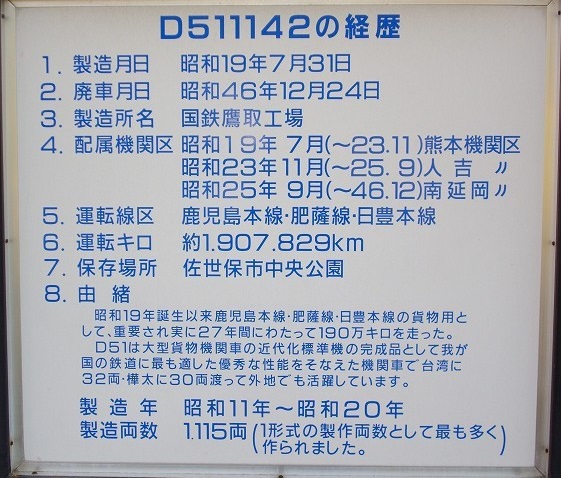 D511142の経歴
1. 製造月日 昭和19年7月31日
2. 廃車月日 昭和46年12月24日
3. 製造所名 国鉄鷹取工場
4. 配属機関区 昭和19年 7月(～23.11)熊本機関区
昭和23年11月(～25. 9)人吉 〃
昭和25年 9月(～46.12)南延岡〃
5. 運転線区 鹿児島本線・肥薩線・日豊本線
6. 運転キロ 約1.907.829km
7. 保存場所 佐世保市中央公園
8. 由緒
昭和19年誕生以来鹿児島本線・肥薩線・日豊本線の貨物用と
して、重要され実に27年間にわたって190万キロを走った。
D51は大型貨物機関車の近代化標準機の完成品として我が
国の鉄道に最も適した優秀な性能をそなえた機関車で台湾に
32両・樺太に30両渡って外地でも活躍しています。
製造年 昭和11年～昭和20年
製造両数 1.115両(1形式の製作両数として最も多く
作られました。)